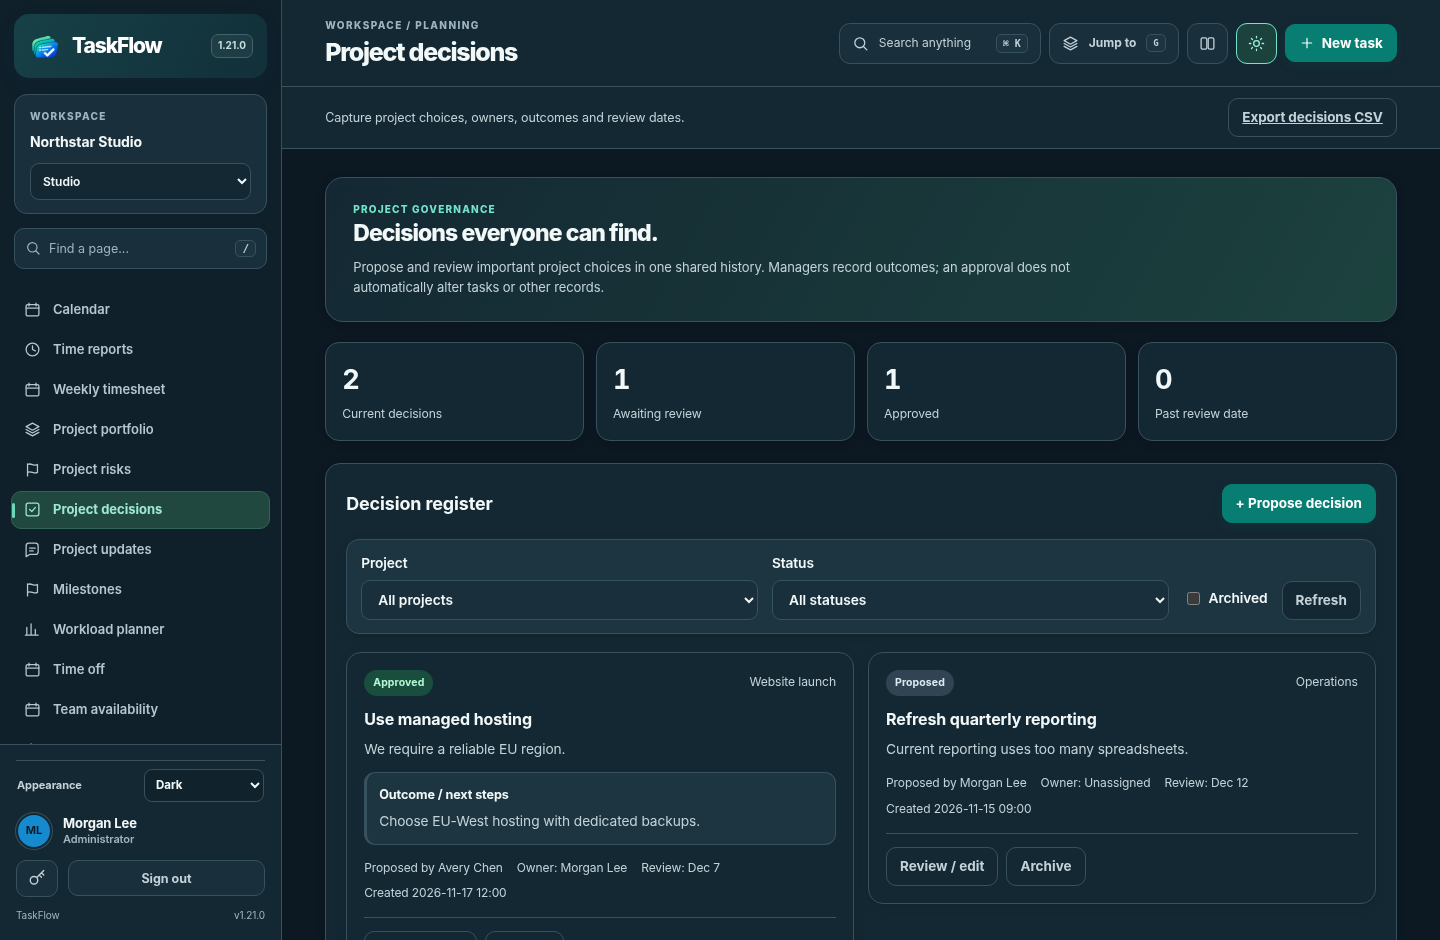 TaskFlow
1.21.0
WORKSPACE
Northstar Studio
Studio
Find a page...
/
Calendar
Time reports
Weekly timesheet
Project portfolio
Project risks
Project decisions
Project updates
Milestones
Workload planner
Time off
Team availability
Appearance
Dark
ML
Morgan Lee
Administrator
Sign out
TaskFlow
v1.21.0
WORKSPACE / PLANNING
Project decisions
Search anything
⌘ K
Jump to
G
New task
Capture project choices, owners, outcomes and review dates.
Export decisions CSV
PROJECT GOVERNANCE
Decisions everyone can find.
Propose and review important project choices in one shared history. Managers record outcomes; an approval does not
automatically alter tasks or other records.
2
Current decisions
1
Awaiting review
1
Approved
0
Past review date
Decision register
+ Propose decision
Project
All projects
Status
All statuses
Archived
Refresh
Approved
Website launch
Use managed hosting
We require a reliable EU region.
Outcome / next steps
Choose EU-West hosting with dedicated backups.
Proposed by Avery Chen Owner: Morgan Lee Review: Dec 7
Created 2026-11-17 12:00
Proposed
Operations
Refresh quarterly reporting
Current reporting uses too many spreadsheets.
Proposed by Morgan Lee Owner: Unassigned Review: Dec 12
Created 2026-11-15 09:00
Review / edit
Archive